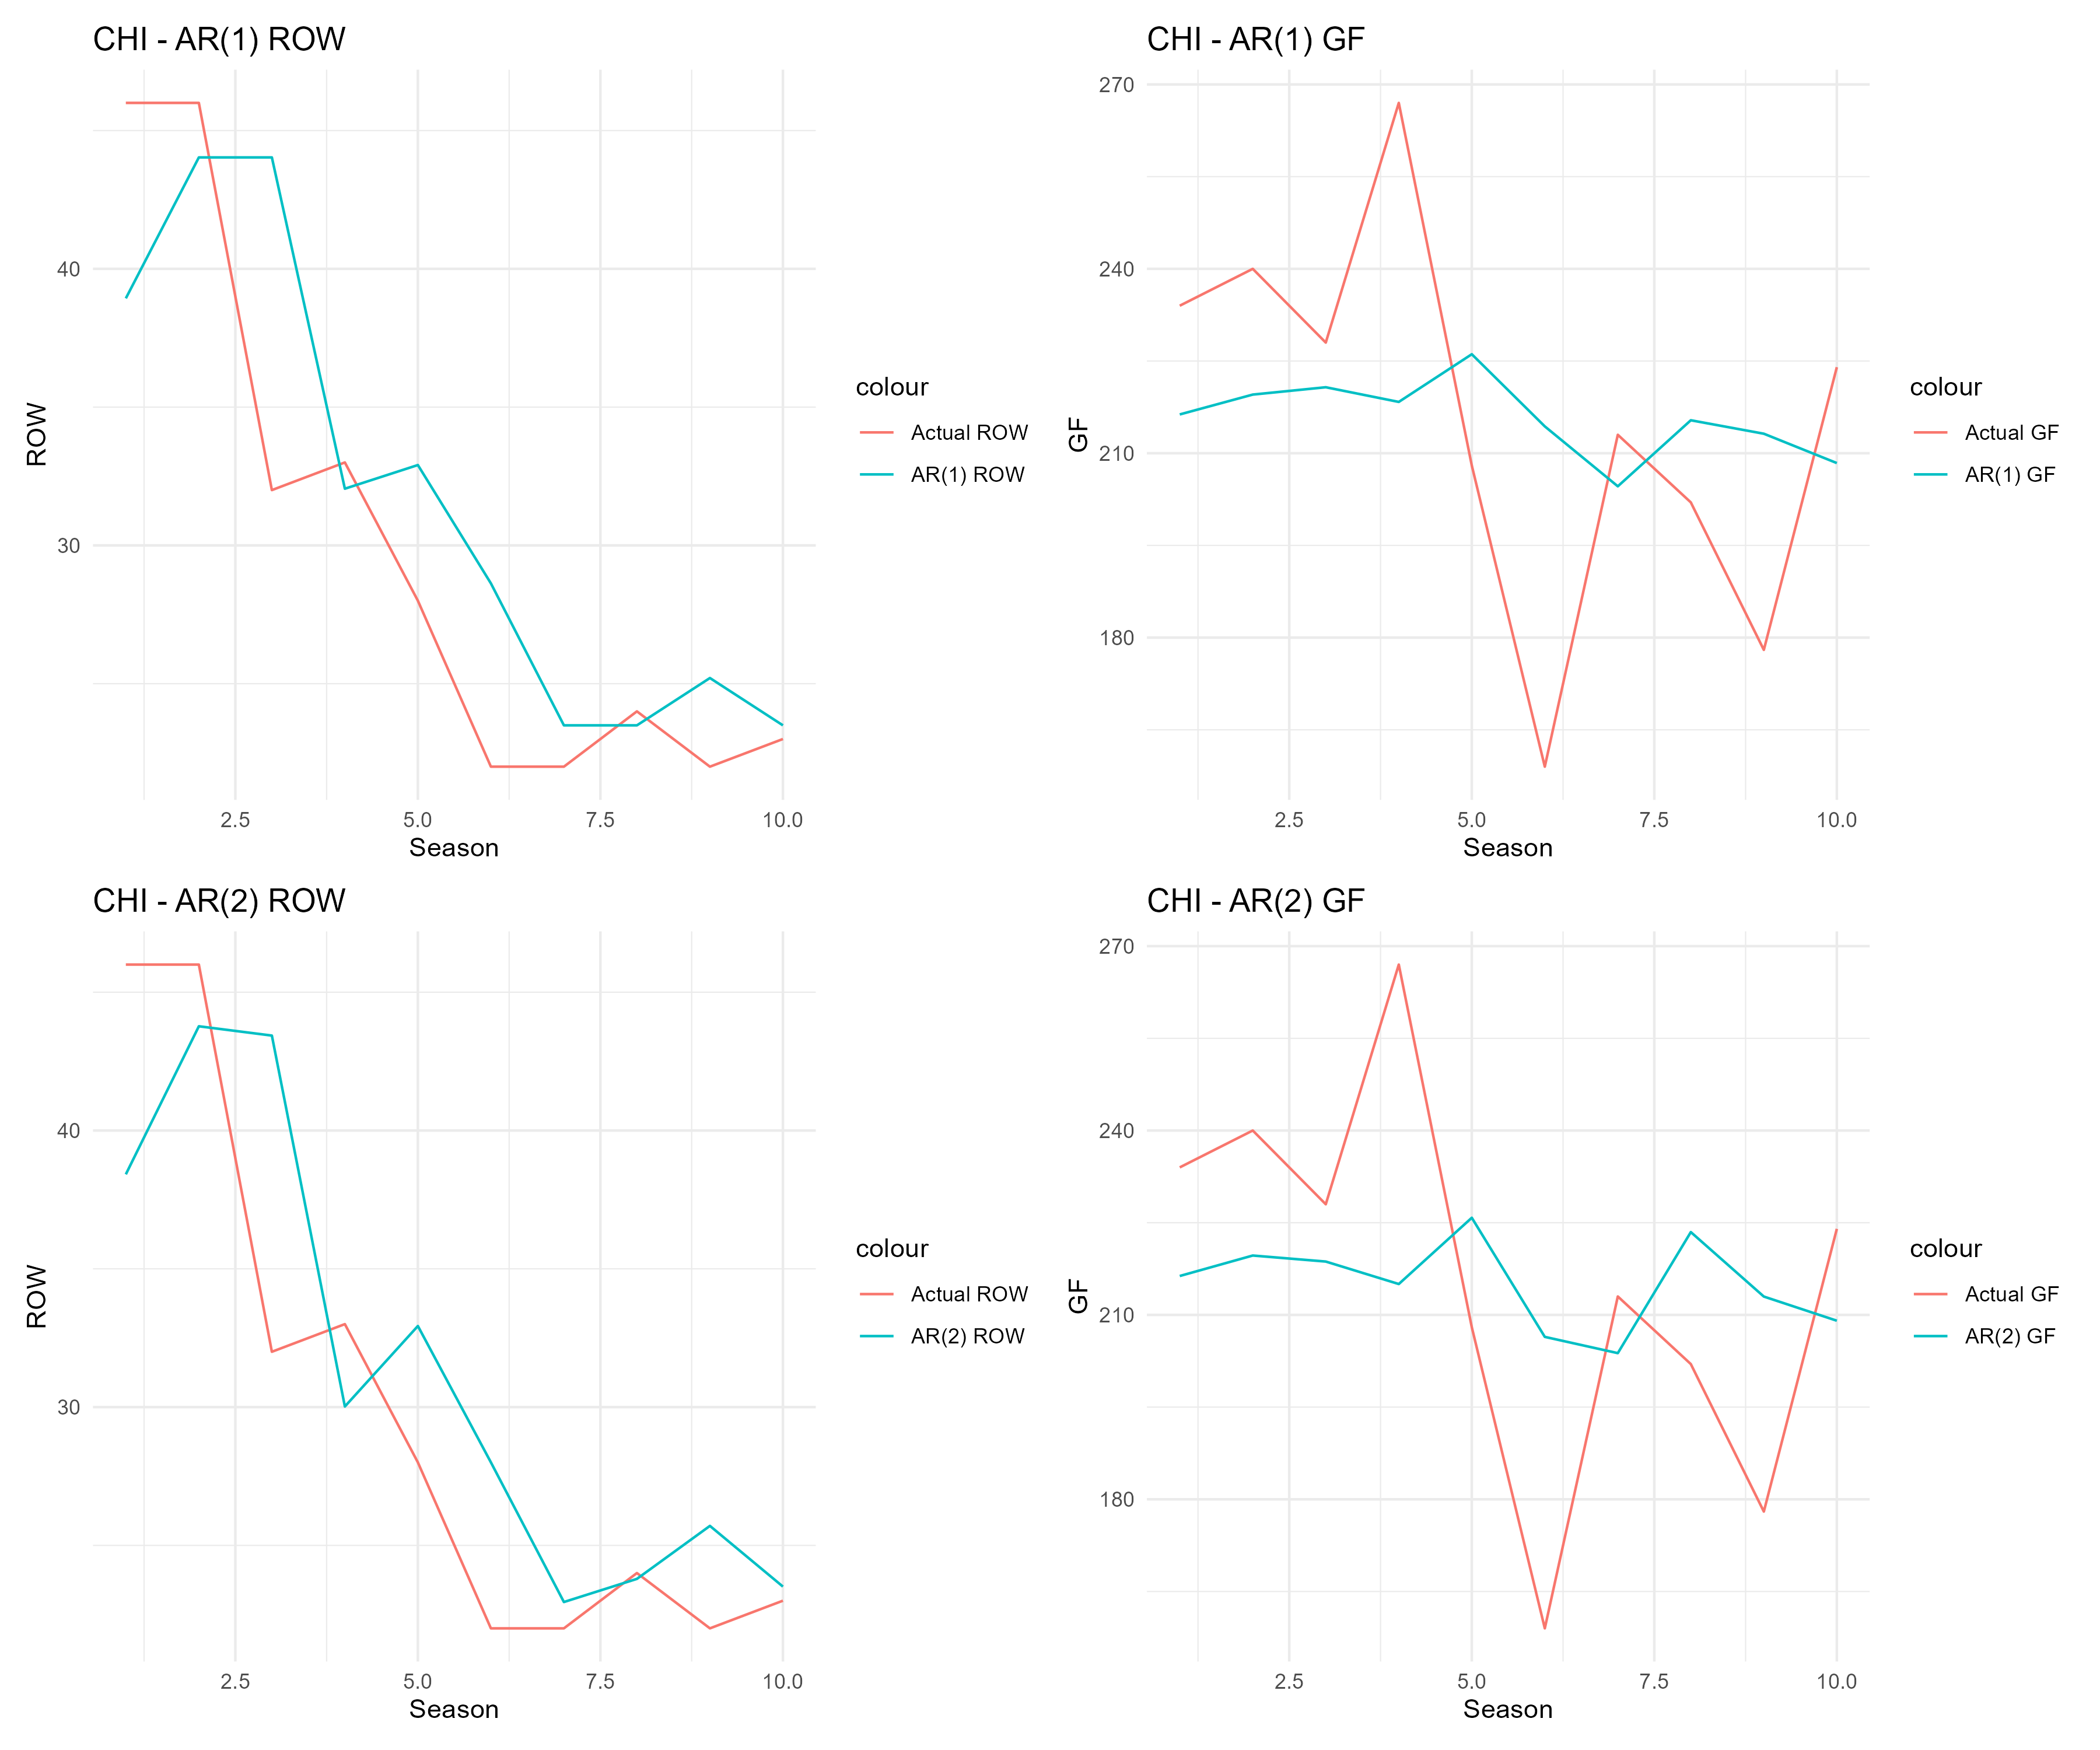 CHI - AR(1) ROW
ROW
40
30
2.5 5.0 7.5 10.0
Season
colour
Actual ROW
AR(1) ROW
CHI - AR(1) GF
GF
270
240
210
180
2.5 5.0 7.5 10.0
Season
colour
Actual GF
AR(1) GF
CHI - AR(2) ROW
ROW
40
30
2.5 5.0 7.5 10.0
Season
colour
Actual ROW
AR(2) ROW
CHI - AR(2) GF
GF
270
240
210
180
2.5 5.0 7.5 10.0
Season
colour
Actual GF
AR(2) GF